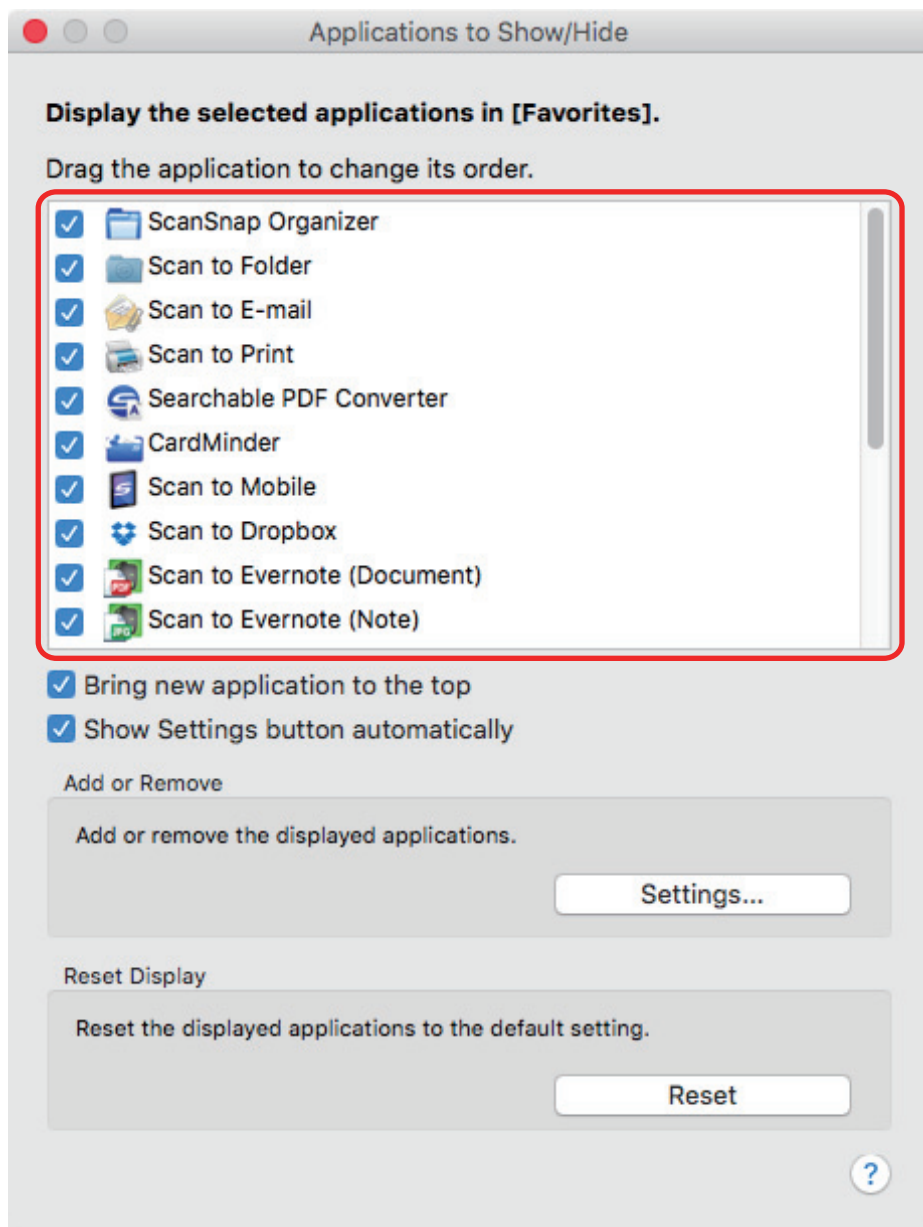 Applications to Show/Hide
Display the selected applications in [Favorites].
Drag the application to change its order.
ScanSnap Organizer
Scan to Folder
Scan to E-mail
Scan to Print
Searchable PDF Converter
CardMinder
Scan to Mobile
Scan to Dropbox
Scan to Evernote (Document)
Scan to Evernote (Note)
Bring new application to the top
Show Settings button automatically
Add or Remove
Add or remove the displayed applications.
Settings...
Reset Display
Reset the displayed applications to the default setting.
Reset
?